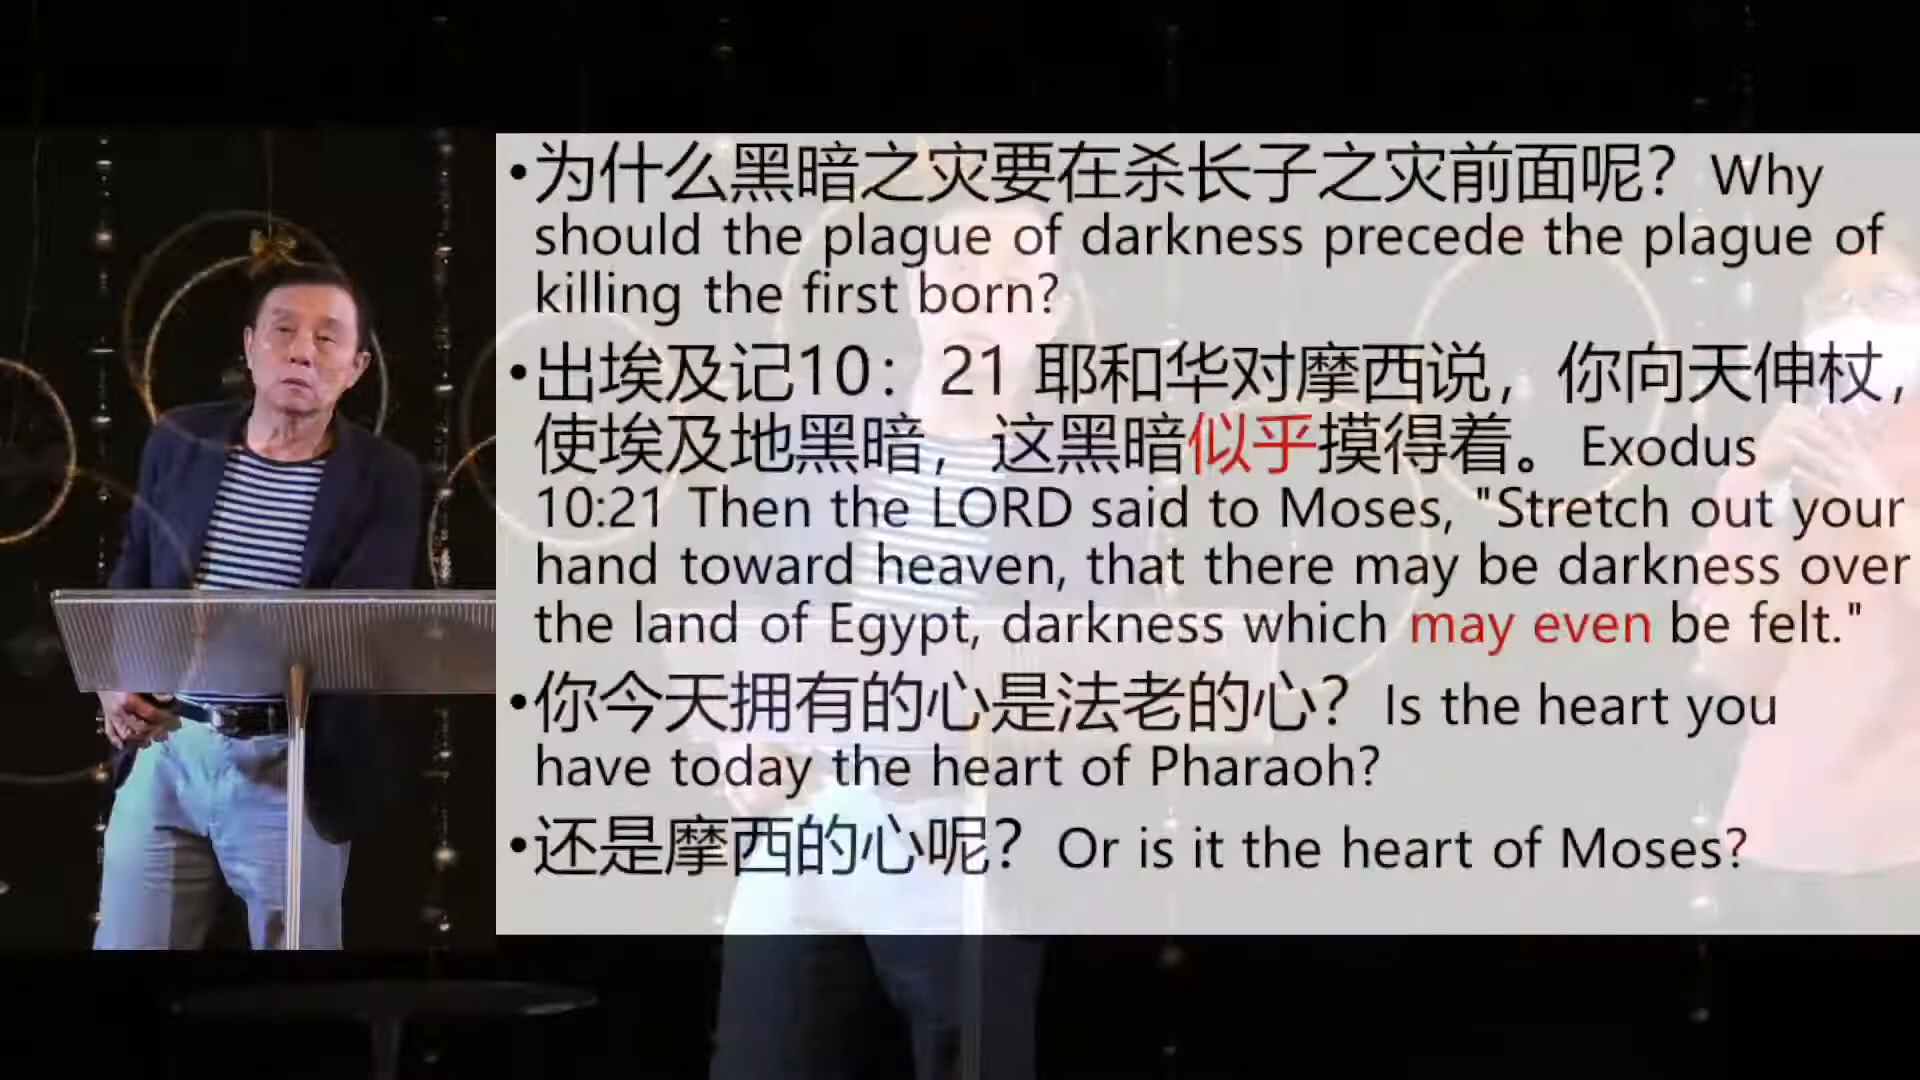 •为什么黑暗之灾要在杀长子之灾前面呢？Why
should the plague of darkness precede the plague of
killing the first born?
•出埃及记10：21 耶和华对摩西说，你向天伸杖，
使埃及地黑暗，这黑暗似乎摸得着。Exodus
10:21 Then the LORD said to Moses, "Stretch out your
hand toward heaven, that there may be darkness over
the land of Egypt, darkness which may even be felt."
•你今天拥有的心是法老的心？Is the heart you
have today the heart of Pharaoh?
•还是摩西的心呢？Or is it the heart of Moses?